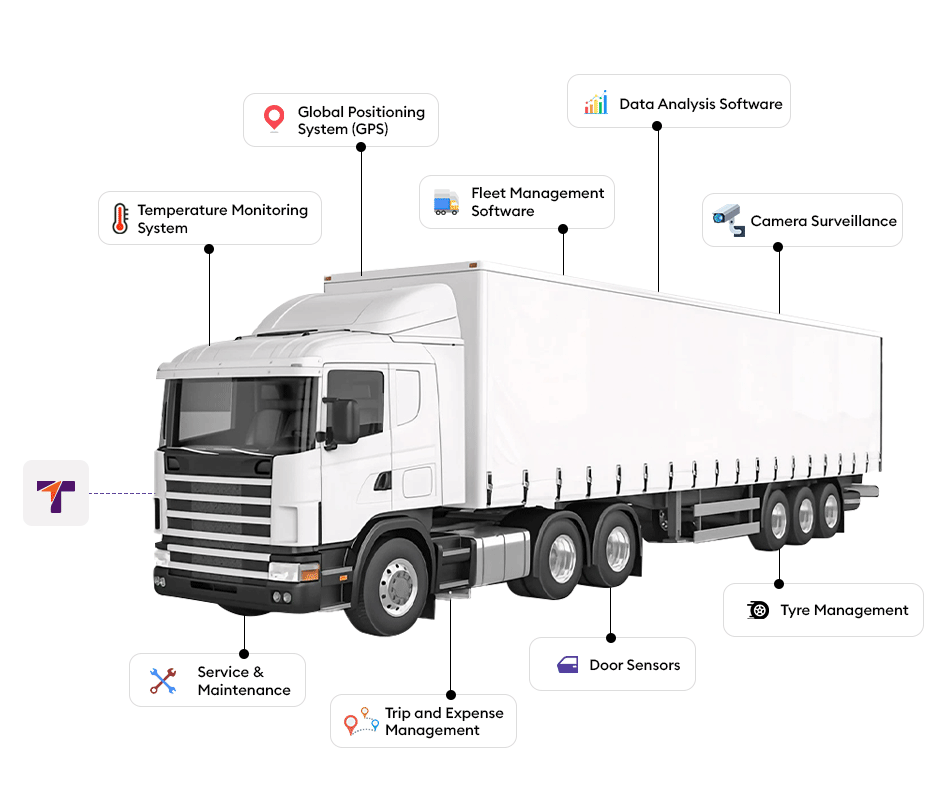 Data Analysis Software
Global Positioning
System (GPS)
Fleet Management
Software
Temperature Monitoring
System
Camera Surveillance
Tyre Management
Door Sensors
Service &
Maintenance
Trip and Expense
Management